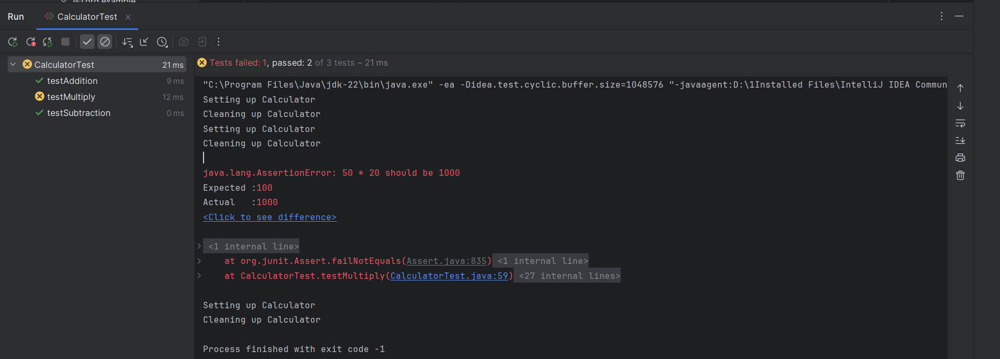 org.example
Run CalculatorTest
CalculatorTest 21 ms
testAddition 9 ms
testMultiply 12 ms
testSubtraction 0 ms
Tests failed: 1, passed: 2 of 3 tests – 21 ms
"C:\Program Files\Java\jdk-22\bin\java.exe" -ea -Didea.test.cyclic.buffer.size=1048576 "-javaagent:D:\1Installed Files\IntelliJ IDEA Commun
Setting up Calculator
Cleaning up Calculator
Setting up Calculator
Cleaning up Calculator
java.lang.AssertionError: 50 * 20 should be 1000
Expected :100
Actual   :1000
<Click to see difference>
<1 internal line>
at org.junit.Assert.failNotEquals(Assert.java:835) <1 internal line>
at CalculatorTest.testMultiply(CalculatorTest.java:59) <27 internal lines>
Setting up Calculator
Cleaning up Calculator
Process finished with exit code -1